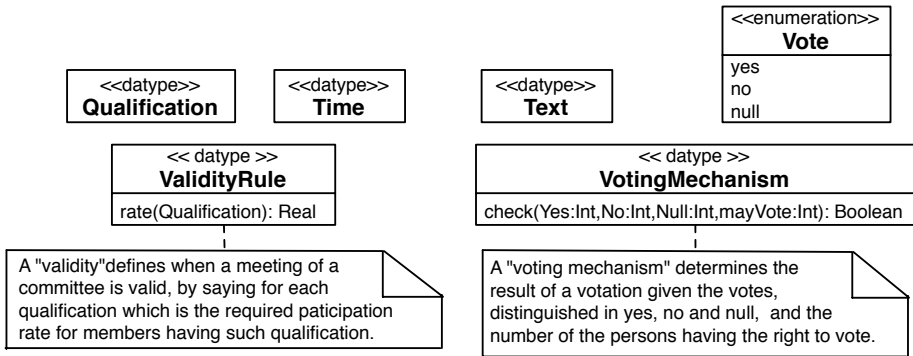 <<enumeration>>
Vote
yes
no
null
<<datype>>
Qualification
<<datype>>
Time
<<datype>>
Text
<< datype >>
ValidityRule
rate(Qualification): Real
<< datype >>
VotingMechanism
check(Yes:Int,No:Int,Null:Int,mayVote:Int): Boolean
A "validity"defines when a meeting of a
committee is valid, by saying for each
qualification which is the required paticipation
rate for members having such qualification.
A "voting mechanism" determines the
result of a votation given the votes,
distinguished in yes, no and null, and the
number of the persons having the right to vote.